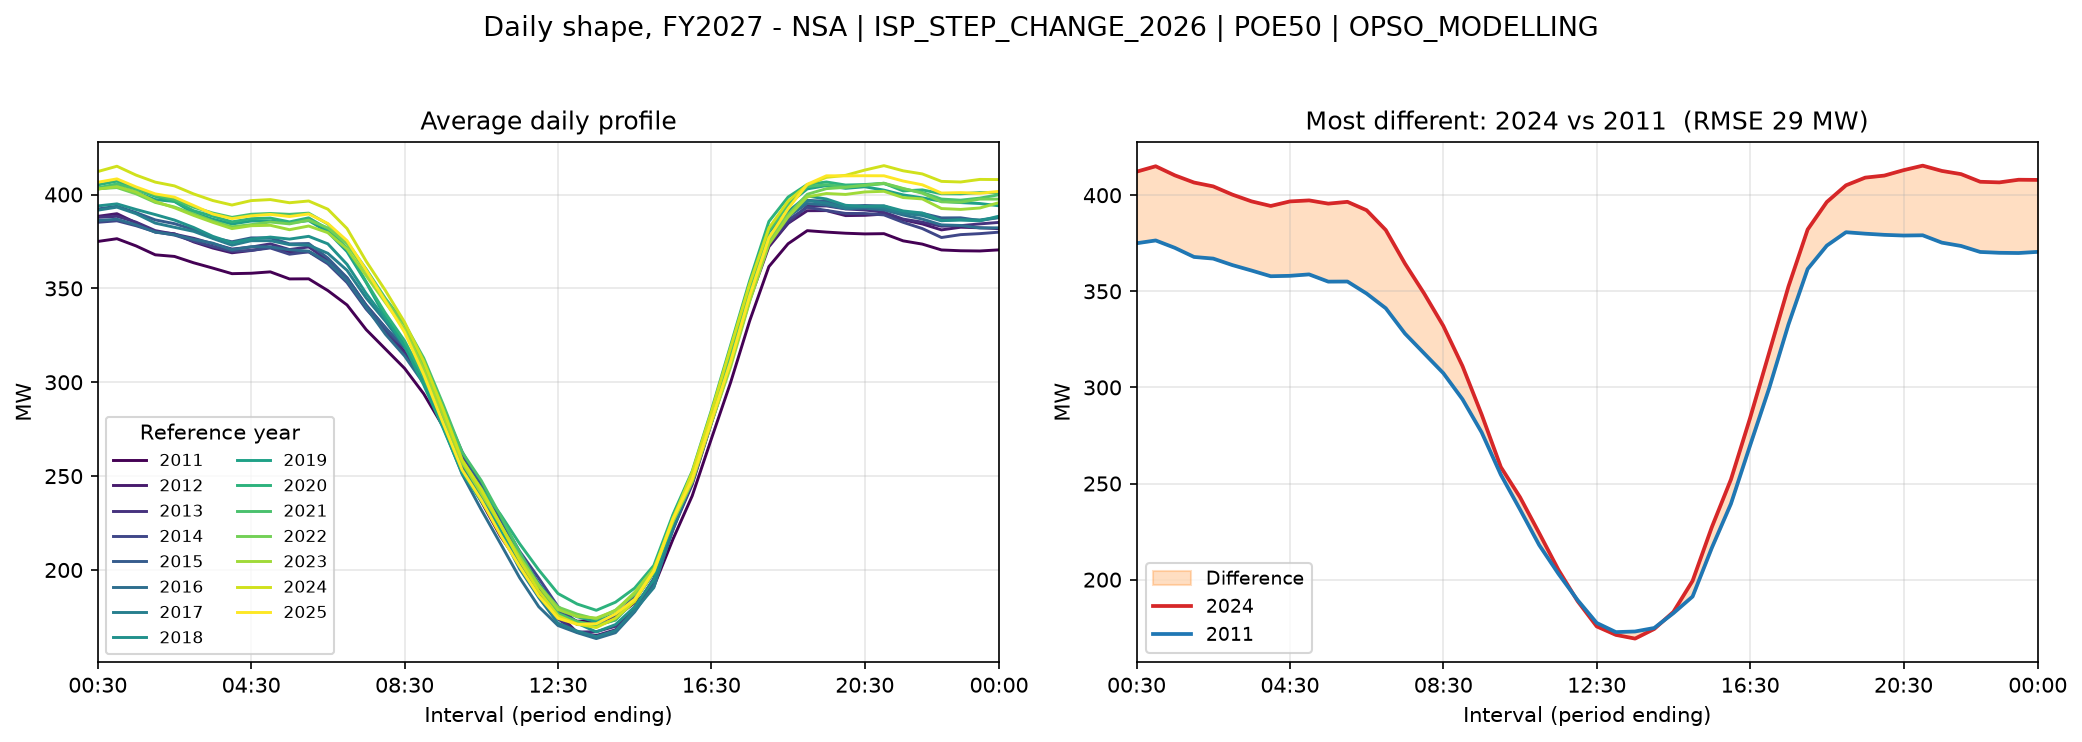 Daily shape, FY2027 - NSA | ISP_STEP_CHANGE_2026 | POE50 | OPSO_MODELLING
Average daily profile
MW
400
350
300
250
200
Reference year
2011 2019
2012 2020
2013 2021
2014 2022
2015 2023
2016 2024
2017 2025
2018
00:30 04:30 08:30 12:30 16:30 20:30 00:00
Interval (period ending)
Most different: 2024 vs 2011 (RMSE 29 MW)
MW
400
350
300
250
200
Difference
2024
2011
00:30 04:30 08:30 12:30 16:30 20:30 00:00
Interval (period ending)